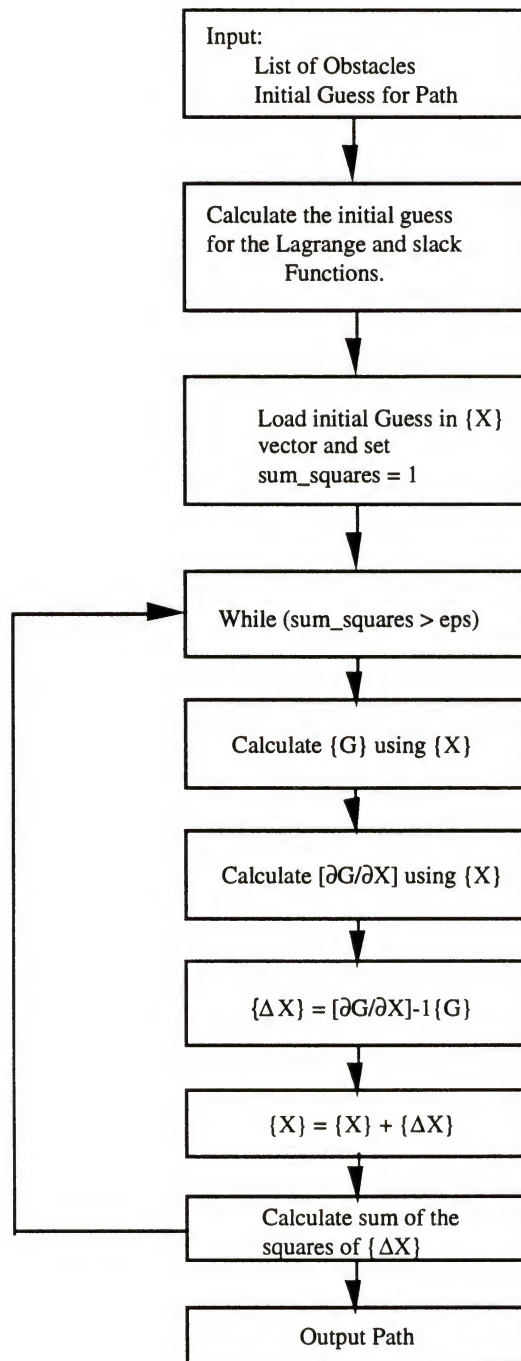 Input:
List of Obstacles
Initial Guess for Path
Calculate the initial guess
for the Lagrange and slack
Functions.
Load initial Guess in {X}
vector and set
sum_squares = 1
While (sum_squares > eps)
Calculate {G} using {X}
Calculate [∂G/∂X] using {X}
{ΔX} = [∂G/∂X]-1{G}
{X} = {X} + {ΔX}
Calculate sum of the
squares of {ΔX}
Output Path